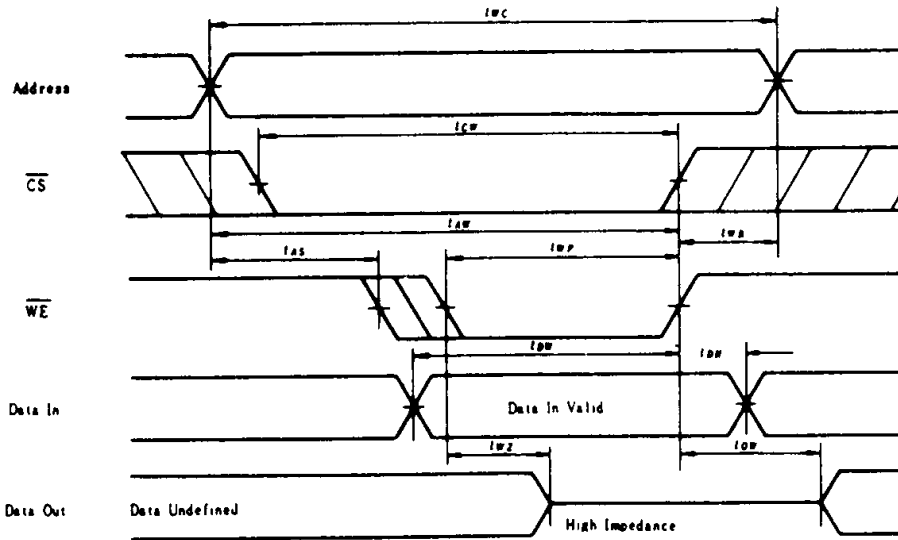 tWC
Address
tCW
CS
tAW
tWR
tAS
tWP
WE
tDW
tDH
Data In
Data In Valid
tWZ
tOW
Data Out
Data Undefined
High Impedance